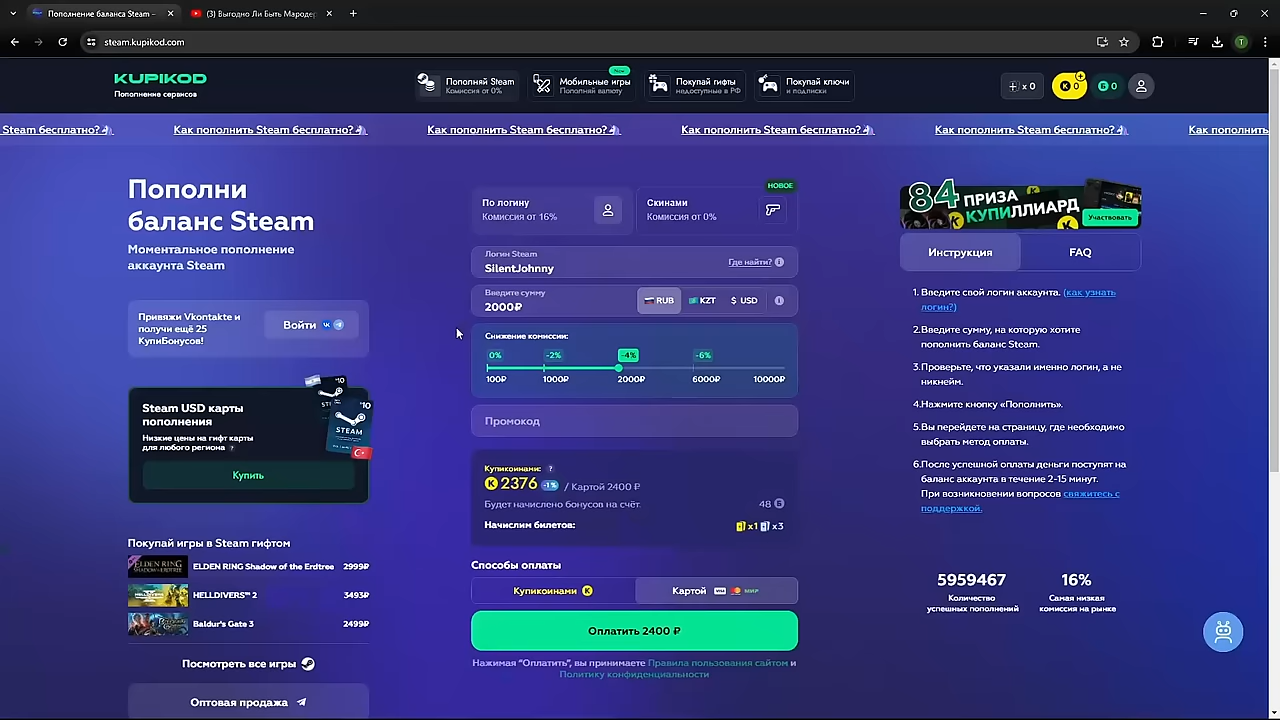 Пополнение баланса Steam –
(3) Выгодно Ли Быть Мародер
steam.kupikod.com
KUPIKOD
Пополнение сервисов
Пополняй Steam
Комиссия от 0%
New
Мобильные игры
Пополняй валюту
Покупай гифты
недоступные в РФ
Покупай ключи
и подписки
x 0
K 0
Б 0
T
Steam бесплатно?
Как пополнить Steam бесплатно?
Как пополнить Steam бесплатно?
Как пополнить Steam бесплатно?
Как пополнить Steam бесплатно?
Как пополнить
Пополни
баланс Steam
Моментальное пополнение
аккаунта Steam
Привяжи Vkontakte и
получи ещё 25
КупиБонусов!
Войти
Steam USD карты
пополнения
Низкие цены на гифт карты
для любого региона ?
STEAM
Купить
Покупай игры в Steam гифтом
ELDEN RING Shadow of the Erdtree 2999₽
HELLDIVERS™ 2 3493₽
Baldur's Gate 3 2499₽
Посмотреть все игры
Оптовая продажа
По логину
Комиссия от 16%
НОВОЕ
Скинами
Комиссия от 0%
Логин Steam
SilentJohnny
Где найти?
Введите сумму
2000₽
RUB
KZT
$ USD
Снижение комиссии:
0% -2% -4% -6%
100₽ 1000₽ 2000₽ 6000₽ 10000₽
Промокод
Купикоинами: ?
K 2376 -1% / Картой 2400 ₽
Будет начислено бонусов на счёт: 48 Б
Начислим билетов: x1 x3
Способы оплаты
Купикоинами K
Картой VISA МИР
Оплатить 2400 ₽
Нажимая "Оплатить", вы принимаете Правила пользования сайтом и
Политику конфиденциальности
84 ПРИЗА
КУПИЛЛИАРД
Участвовать
Инструкция
FAQ
1. Введите свой логин аккаунта. (как узнать
логин?)
2.Введите сумму, на которую хотите
пополнить баланс Steam.
3.Проверьте, что указали именно логин, а не
никнейм.
4.Нажмите кнопку «Пополнить».
5.Вы перейдете на страницу, где необходимо
выбрать метод оплаты.
6.После успешной оплаты деньги поступят на
баланс аккаунта в течение 2-15 минут.
При возникновении вопросов свяжитесь с
поддержкой.
5959467
Количество
успешных пополнений
16%
Самая низкая
комиссия на рынке